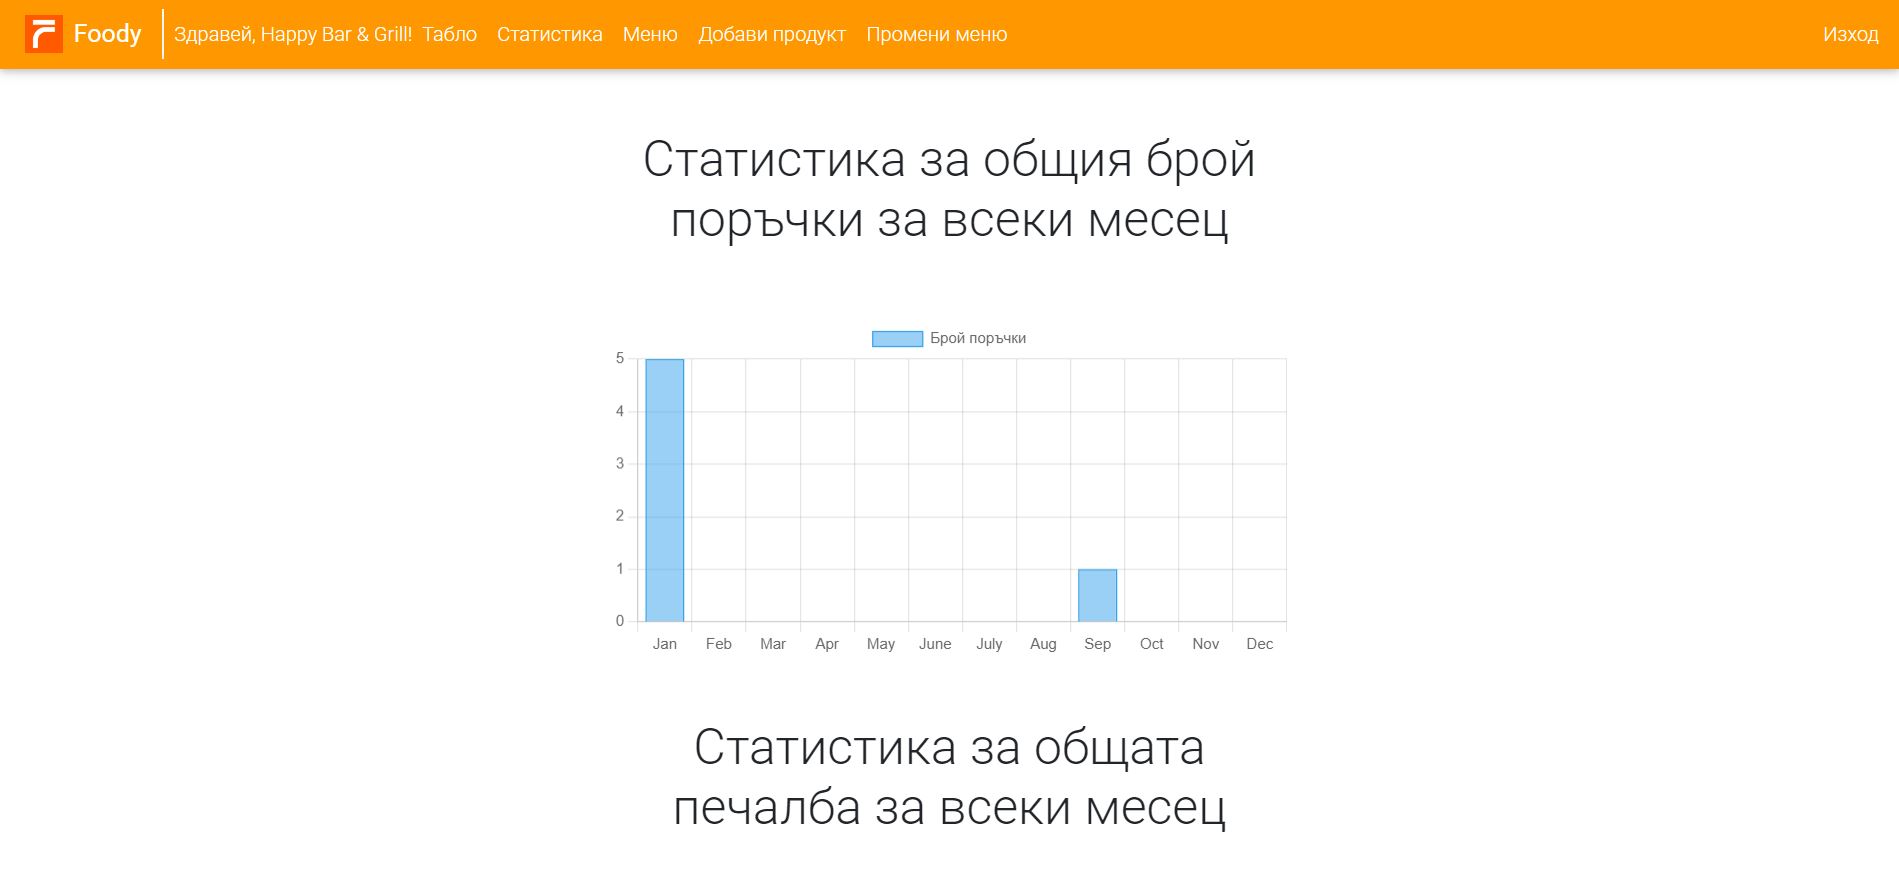 Foody Здравей, Happy Bar & Grill! Табло Статистика Меню Добави продукт Промени меню Изход
Статистика за общия брой
поръчки за всеки месец
Брой поръчки
5
4
3
2
1
0
Jan Feb Mar Apr May June July Aug Sep Oct Nov Dec
Статистика за общата
печалба за всеки месец